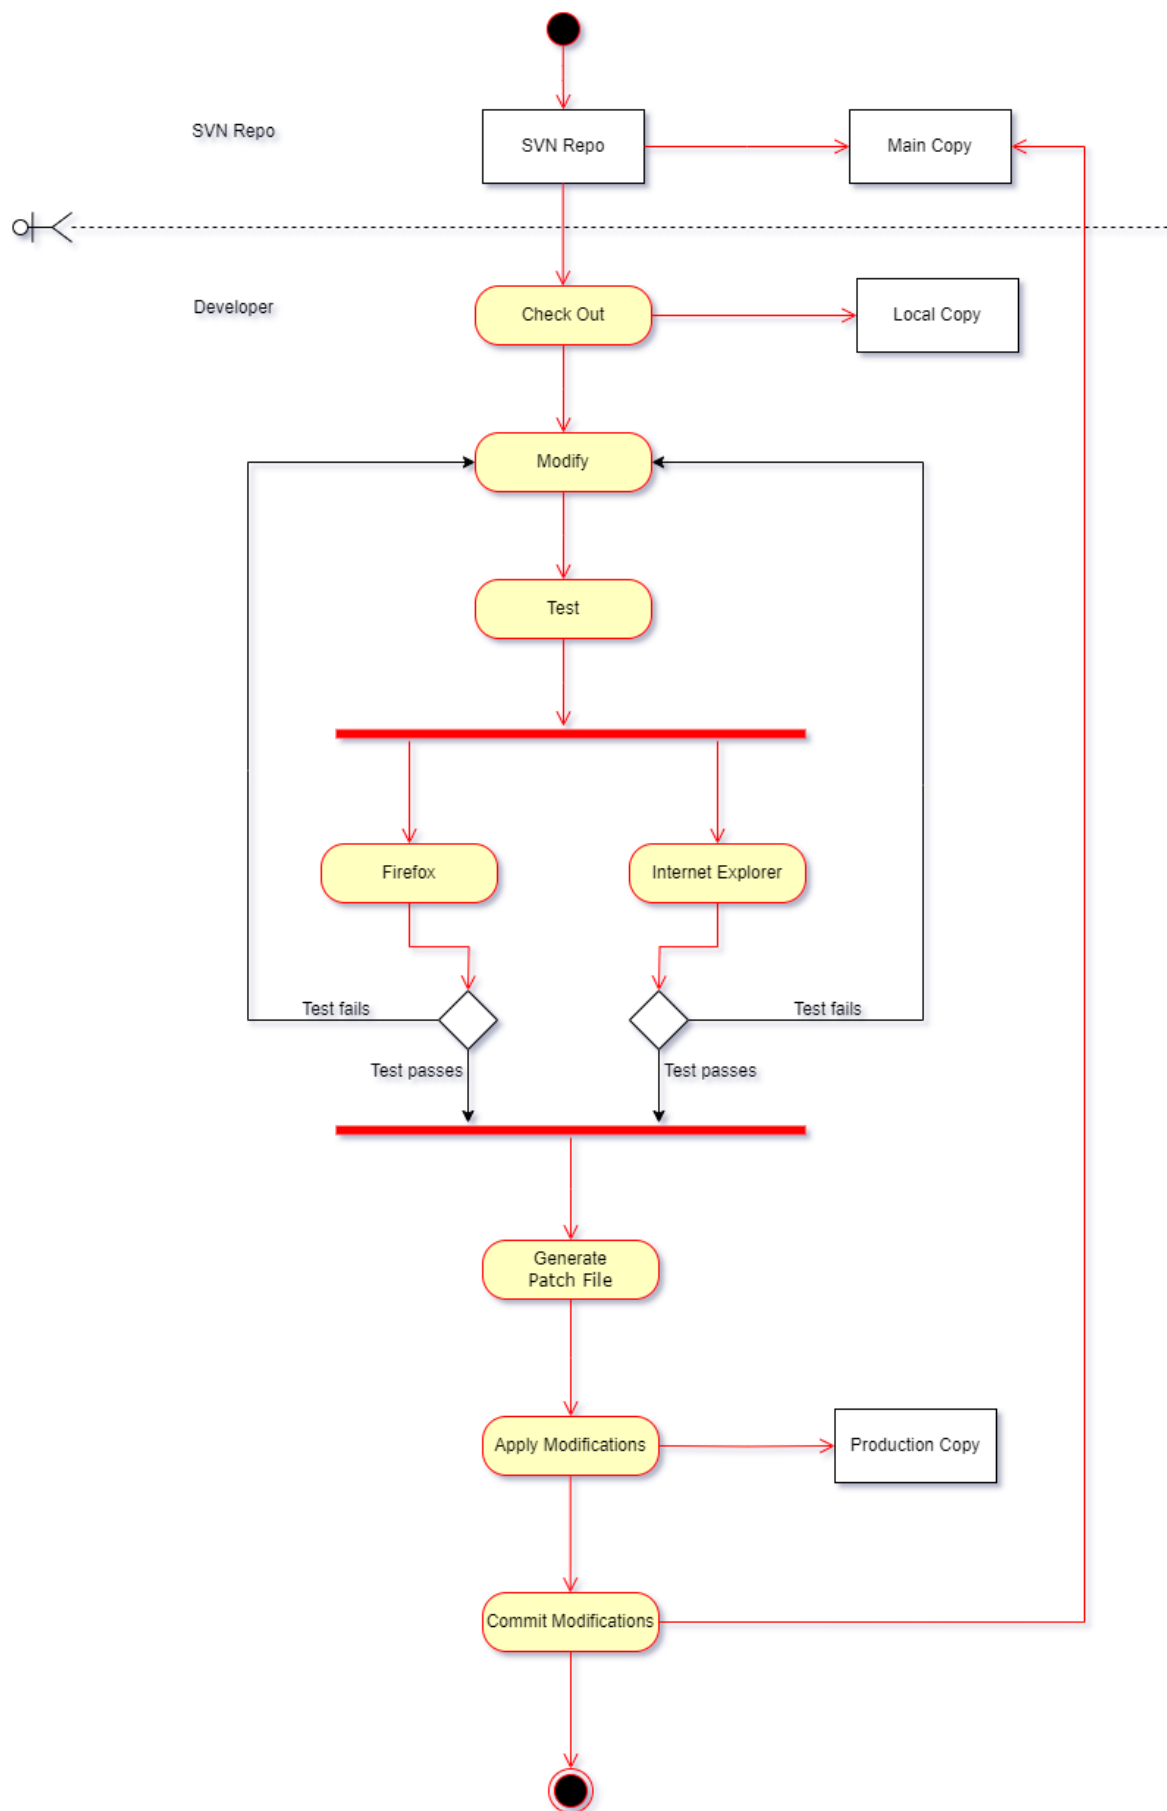 SVN Repo
SVN Repo
Main Copy
Developer
Check Out
Local Copy
Modify
Test
Firefox
Internet Explorer
Test fails
Test fails
Test passes
Test passes
Generate
Patch File
Apply Modifications
Production Copy
Commit Modifications